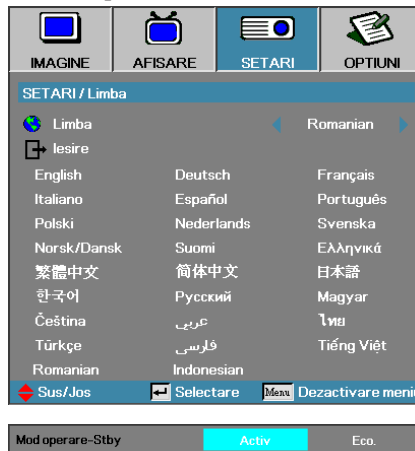 IMAGINE AFISARE SETARI OPTIUNI
SETARI / Limba
Limba Romanian
Iesire
English Deutsch Français
Italiano Español Português
Polski Nederlands Svenska
Norsk/Dansk Suomi Ελληνικά
繁體中文 简体中文 日本語
한국어 Русский Magyar
Čeština عربي ไทย
Türkçe فارسی Tiếng Việt
Romanian Indonesian
Sus/Jos Selectare Menu Dezactivare meniu
Mod operare-Stby Activ Eco.